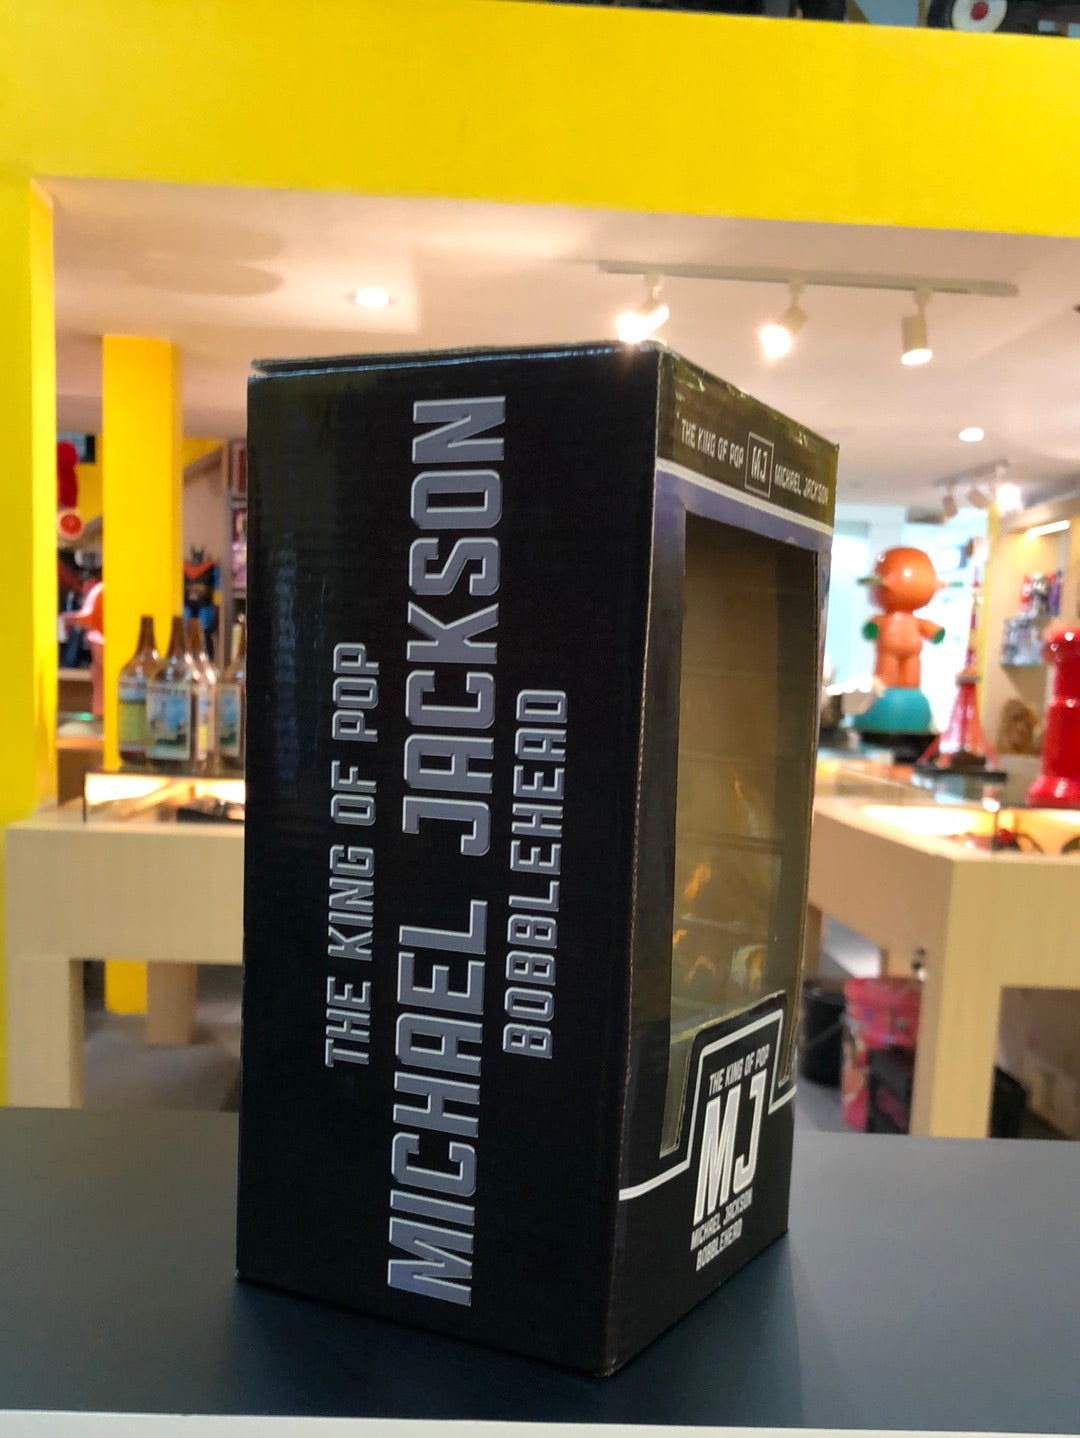 THE KING OF POP
MICHAEL JACKSON
BOBBLEHEAD
THE KING OF POP MJ MICHAEL JACKSON
THE KING OF POP
MJ
MICHAEL JACKSON
BOBBLEHEAD